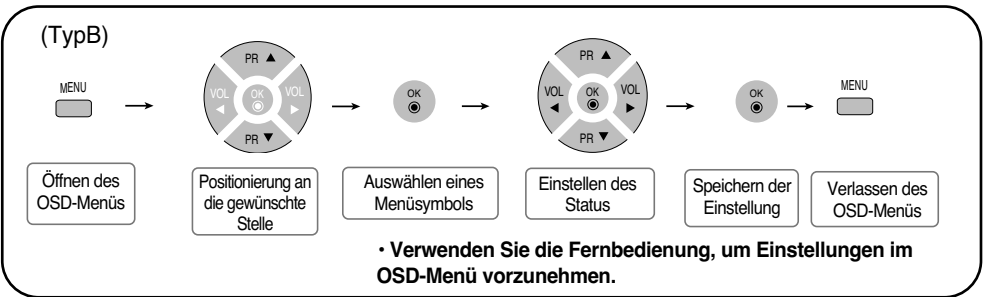 (TypB)
MENU
PR ▲
VOL ◄
OK
VOL ►
PR ▼
OK
PR ▲
VOL ◄
OK
VOL ►
PR ▼
OK
MENU
Öffnen des
OSD-Menüs
Positionierung an
die gewünschte
Stelle
Auswählen eines
Menüsymbols
Einstellen des
Status
Speichern der
Einstellung
Verlassen des
OSD-Menüs
· Verwenden Sie die Fernbedienung, um Einstellungen im
OSD-Menü vorzunehmen.